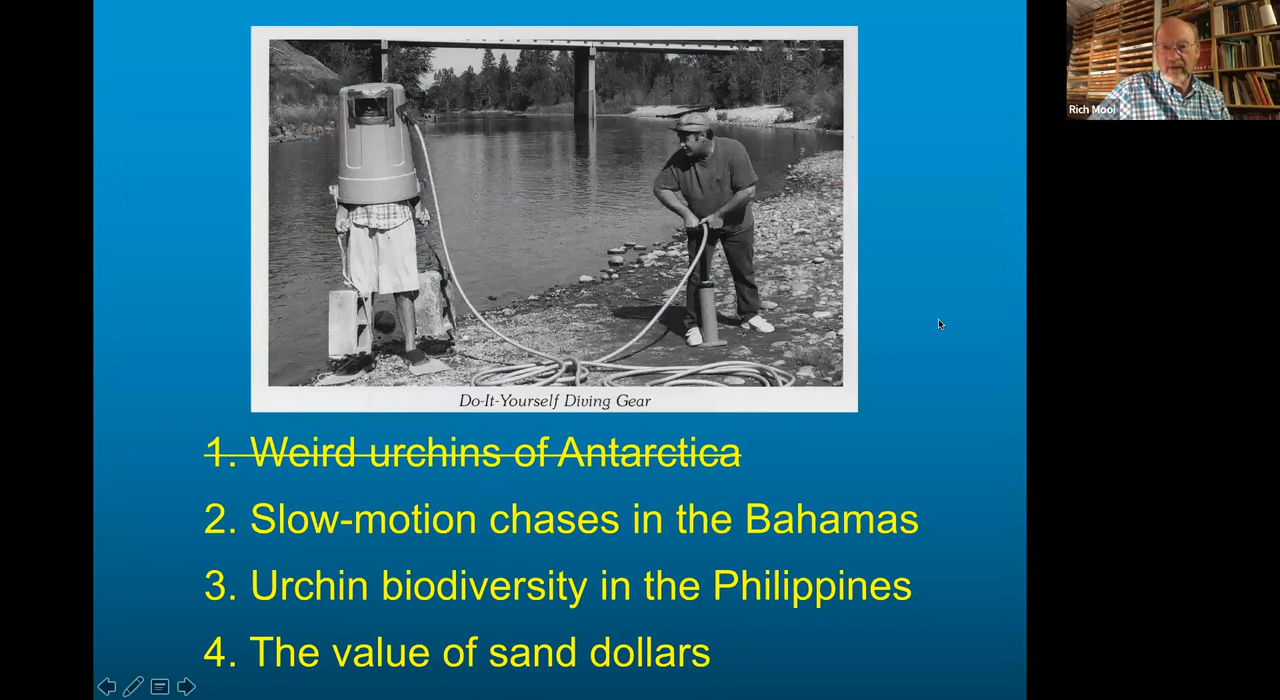 Rich Mooi
Do-It-Yourself Diving Gear
1. Weird urchins of Antarctica
2. Slow-motion chases in the Bahamas
3. Urchin biodiversity in the Philippines
4. The value of sand dollars